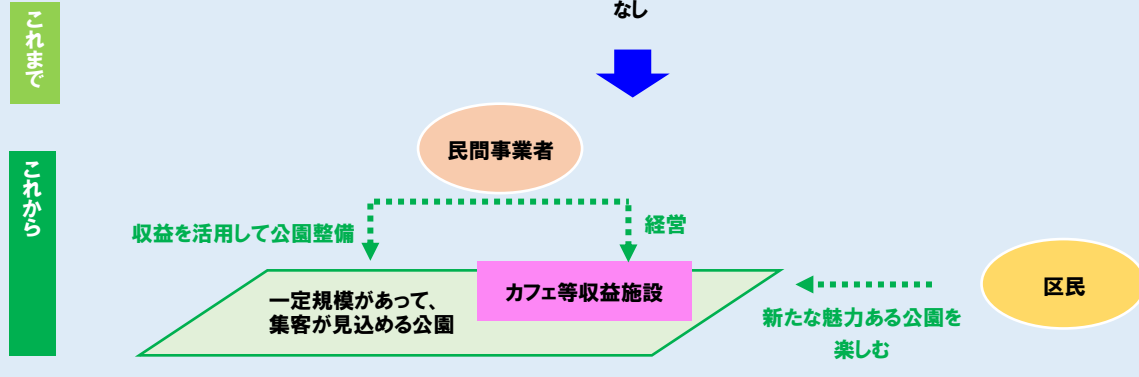 これまで
なし
これから
民間事業者
収益を活用して公園整備
経営
カフェ等収益施設
一定規模があって、
集客が見込める公園
区民
新たな魅力ある公園を
楽しむ